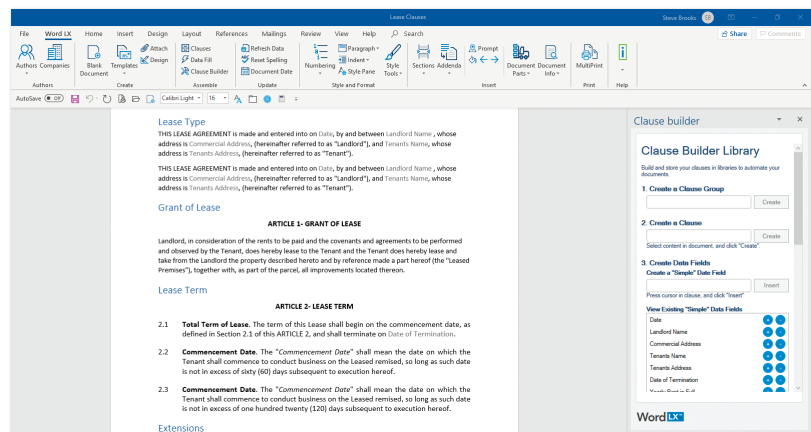 Lease Clauses
Steve Brooks SB
File Word LX Home Insert Design Layout References Mailings Review View Help Search Share Comments
Authors Companies Blank Document Templates Attach Design Clauses Data Fill Clause Builder Refresh Data Reset Spelling Document Date Numbering Paragraph Indent Style Pane Style Tools Sections Addenda Prompt Document Parts Document Info MultiPrint
Authors Create Assemble Update Style and Format Insert Print Help
AutoSave Off Calibri Light 16
Lease Type
THIS LEASE AGREEMENT is made and entered into on Date, by and between Landlord Name , whose
address is Commercial Address, (hereinafter referred to as "Landlord"), and Tenants Name, whose
address is Tenants Address, (hereinafter referred to as "Tenant").
THIS LEASE AGREEMENT is made and entered into on Date, by and between Landlord Name , whose
address is Commercial Address, (hereinafter referred to as "Landlord"), and Tenants Name, whose
address is Tenants Address, (hereinafter referred to as "Tenant").
Grant of Lease
ARTICLE 1- GRANT OF LEASE
Landlord, in consideration of the rents to be paid and the covenants and agreements to be performed
and observed by the Tenant, does hereby lease to the Tenant and the Tenant does hereby lease and
take from the Landlord the property described hereto and by reference made a part hereof (the "Leased
Premises"), together with, as part of the parcel, all improvements located thereon.
Lease Term
ARTICLE 2- LEASE TERM
2.1 Total Term of Lease. The term of this Lease shall begin on the commencement date, as
defined in Section 2.1 of this ARTICLE 2, and shall terminate on Date of Termination.
2.2 Commencement Date. The "Commencement Date" shall mean the date on which the
Tenant shall commence to conduct business on the Leased remised, so long as such date
is not in excess of sixty (60) days subsequent to execution hereof.
2.3 Commencement Date. The "Commencement Date" shall mean the date on which the
Tenant shall commence to conduct business on the Leased remised, so long as such date
is not in excess of one hundred twenty (120) days subsequent to execution hereof.
Extensions
Clause builder
Clause Builder Library
Build and store your clauses in libraries to automate your
documents.
1. Create a Clause Group
Create
2. Create a Clause
Create
Select content in document, and click "Create".
3. Create Data Fields
Create a "Simple" Date Field
Insert
Press cursor in clause, and click "Insert"
View Existing "Simple" Data Fields
Date
Landlord Name
Commercial Address
Tenants Name
Tenants Address
Date of Termination
Yearly Rent in Full
Word LX™